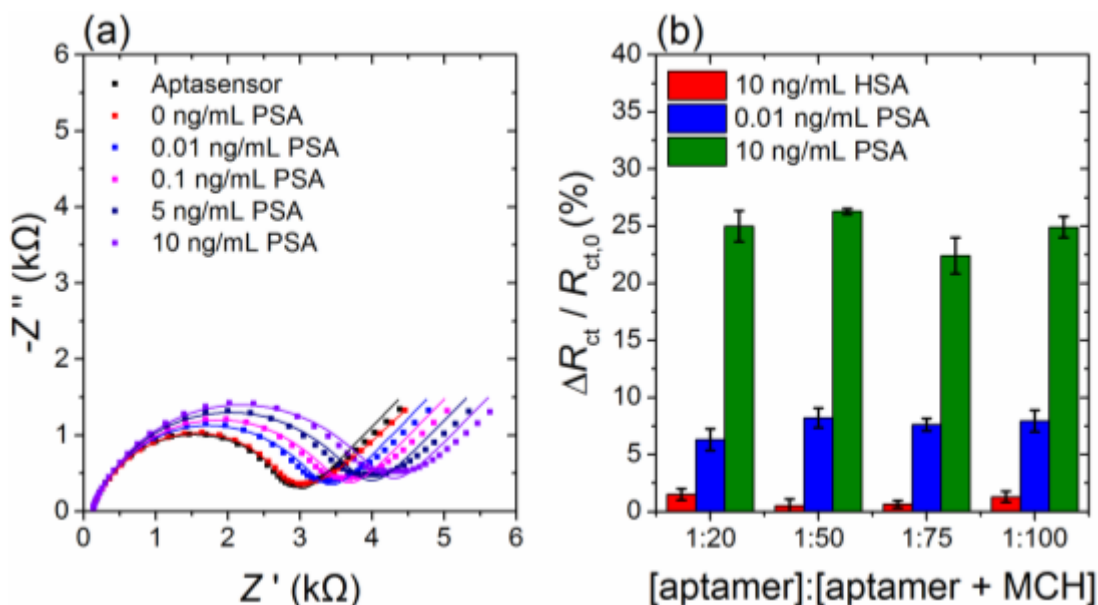 (a)
Aptasensor
0 ng/mL PSA
0.01 ng/mL PSA
0.1 ng/mL PSA
5 ng/mL PSA
10 ng/mL PSA
6
5
4
3
2
1
0
-Z'' (kΩ)
0 1 2 3 4 5 6
Z' (kΩ)
(b)
10 ng/mL HSA
0.01 ng/mL PSA
10 ng/mL PSA
40
35
30
25
20
15
10
5
0
ΔRct / Rct,0 (%)
1:20 1:50 1:75 1:100
[aptamer]:[aptamer + MCH]